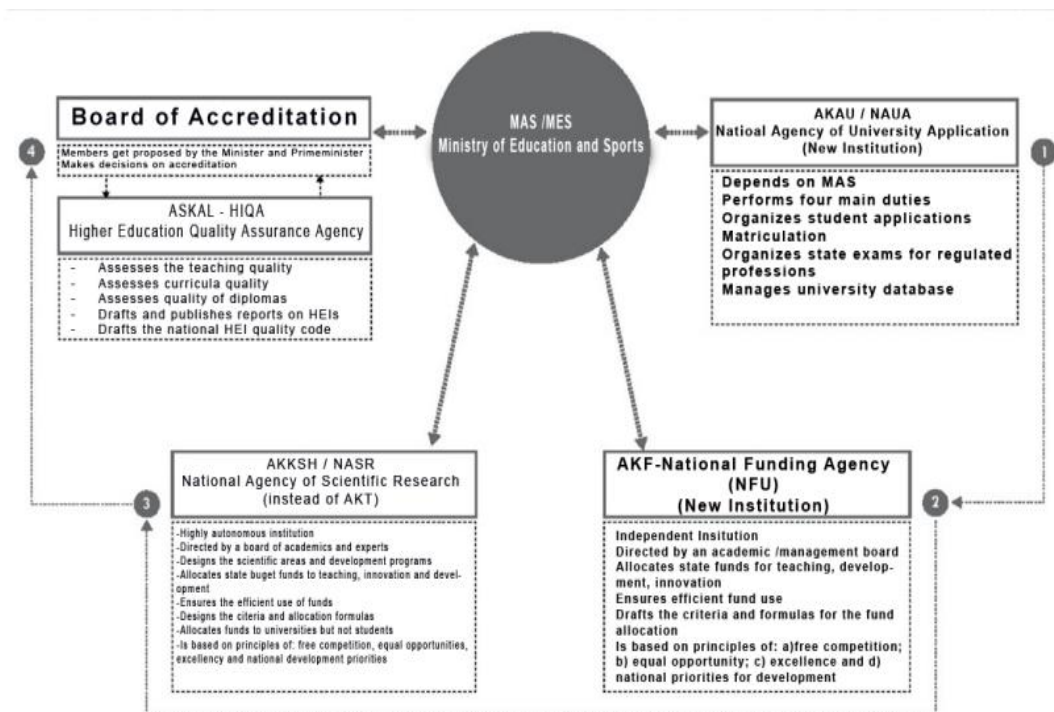 MAS /MES
Ministry of Education and Sports
Board of Accreditation
Members get proposed by the Minister and Primeminister
Makes decisions on accreditation
4
ASKAL - HIQA
Higher Education Quality Assurance Agency
- Assesses the teaching quality
- Assesses curricula quality
- Assesses quality of diplomas
- Drafts and publishes reports on HEIs
- Drafts the national HEI quality code
AKAU / NAUA
Natioal Agency of University Application
(New Institution)
1
Depends on MAS
Performs four main duties
Organizes student applications
Matriculation
Organizes state exams for regulated
professions
Manages university database
AKKSH / NASR
National Agency of Scientific Research
(instead of AKT)
3
-Highly autonomous institution
-Directed by a board of academics and experts
-Designs the scientific areas and development programs
-Allocates state buget funds to teaching, innovation and devel-
opment
-Ensures the efficient use of funds
-Designs the citeria and allocation formulas
-Allocates funds to universities but not students
-Is based on principles of: free competition, equal opportunities,
excellency and national development priorities
AKF-National Funding Agency
(NFU)
(New Institution)
2
Independent Insitution
Directed by an academic /management board
Allocates state funds for teaching, develop-
ment, innovation
Ensures efficient fund use
Drafts the criteria and formulas for the fund
allocation
Is based on principles of: a)free competition;
b) equal opportunity; c) excellence and d)
national priorities for development